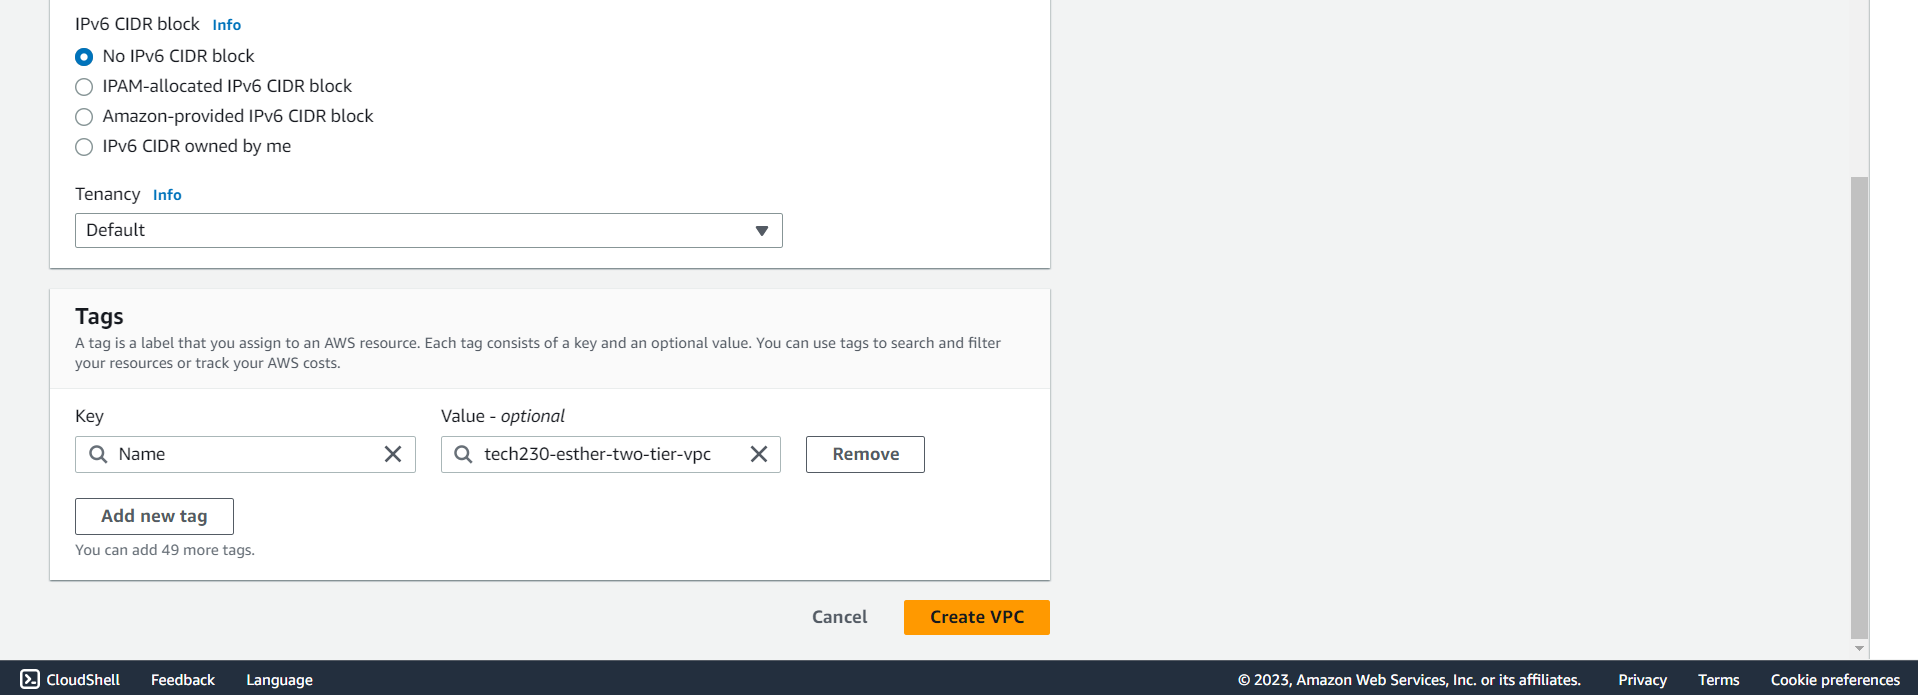 IPv6 CIDR block Info
No IPv6 CIDR block
IPAM-allocated IPv6 CIDR block
Amazon-provided IPv6 CIDR block
IPv6 CIDR owned by me
Tenancy Info
Default
Tags
A tag is a label that you assign to an AWS resource. Each tag consists of a key and an optional value. You can use tags to search and filter
your resources or track your AWS costs.
Key Value - optional
Name tech230-esther-two-tier-vpc Remove
Add new tag
You can add 49 more tags.
Cancel Create VPC
CloudShell Feedback Language © 2023, Amazon Web Services, Inc. or its affiliates. Privacy Terms Cookie preferences